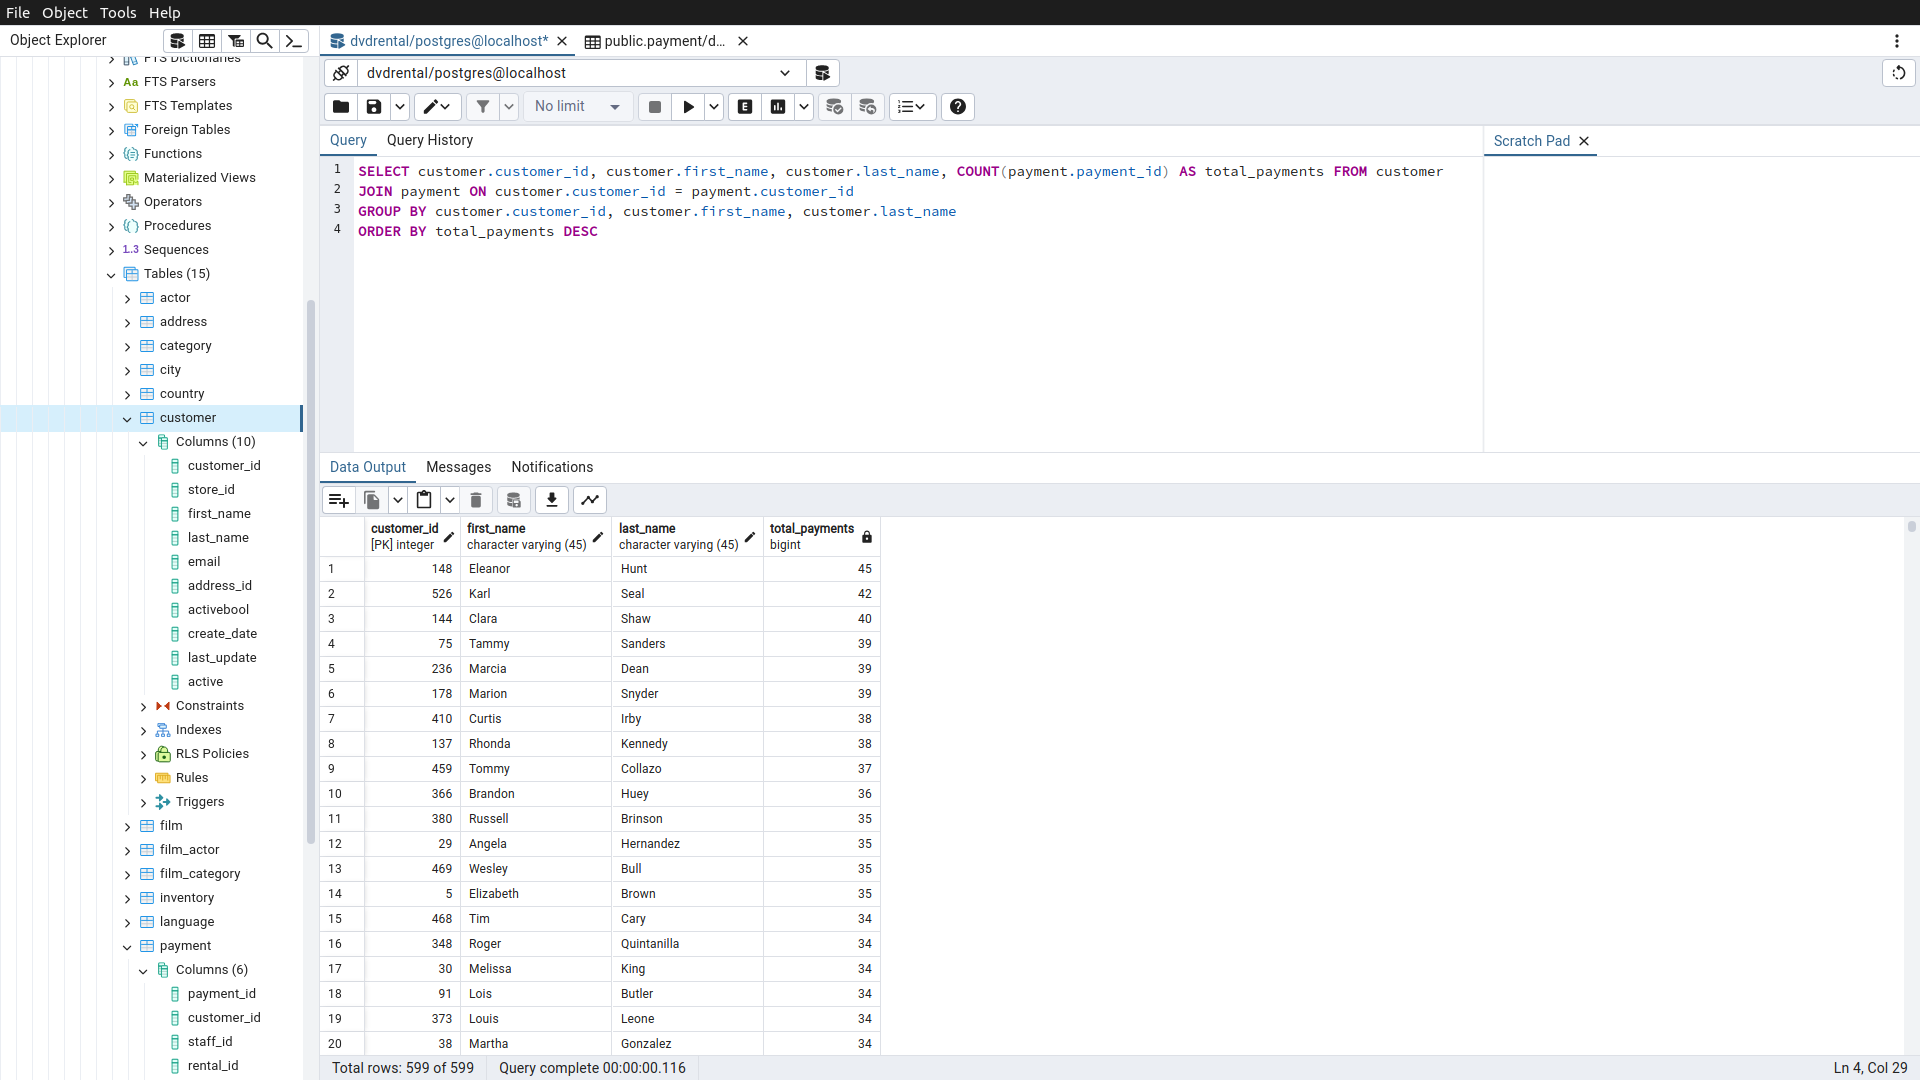 File Object Tools Help
Object Explorer
FTS Dictionaries
Aa FTS Parsers
FTS Templates
Foreign Tables
Functions
Materialized Views
Operators
Procedures
1..3 Sequences
Tables (15)
actor
address
category
city
country
customer
Columns (10)
customer_id
store_id
first_name
last_name
email
address_id
activebool
create_date
last_update
active
Constraints
Indexes
RLS Policies
Rules
Triggers
film
film_actor
film_category
inventory
language
payment
Columns (6)
payment_id
customer_id
staff_id
rental_id
dvdrental/postgres@localhost* public.payment/d...
dvdrental/postgres@localhost
No limit E
Query Query History
Scratch Pad
1 SELECT customer.customer_id, customer.first_name, customer.last_name, COUNT(payment.payment_id) AS total_payments FROM customer
2 JOIN payment ON customer.customer_id = payment.customer_id
3 GROUP BY customer.customer_id, customer.first_name, customer.last_name
4 ORDER BY total_payments DESC
Data Output Messages Notifications
customer_id first_name last_name total_payments
[PK] integer character varying (45) character varying (45) bigint
1 148 Eleanor Hunt 45
2 526 Karl Seal 42
3 144 Clara Shaw 40
4 75 Tammy Sanders 39
5 236 Marcia Dean 39
6 178 Marion Snyder 39
7 410 Curtis Irby 38
8 137 Rhonda Kennedy 38
9 459 Tommy Collazo 37
10 366 Brandon Huey 36
11 380 Russell Brinson 35
12 29 Angela Hernandez 35
13 469 Wesley Bull 35
14 5 Elizabeth Brown 35
15 468 Tim Cary 34
16 348 Roger Quintanilla 34
17 30 Melissa King 34
18 91 Lois Butler 34
19 373 Louis Leone 34
20 38 Martha Gonzalez 34
Total rows: 599 of 599 Query complete 00:00:00.116 Ln 4, Col 29